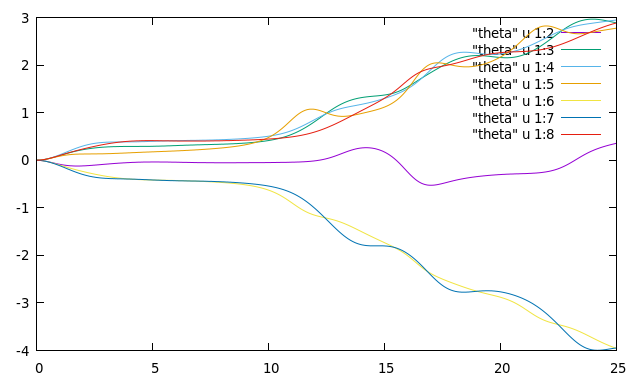 3
2
1
0
-1
-2
-3
-4
0 5 10 15 20 25
"theta" u 1:2
"theta" u 1:3
"theta" u 1:4
"theta" u 1:5
"theta" u 1:6
"theta" u 1:7
"theta" u 1:8